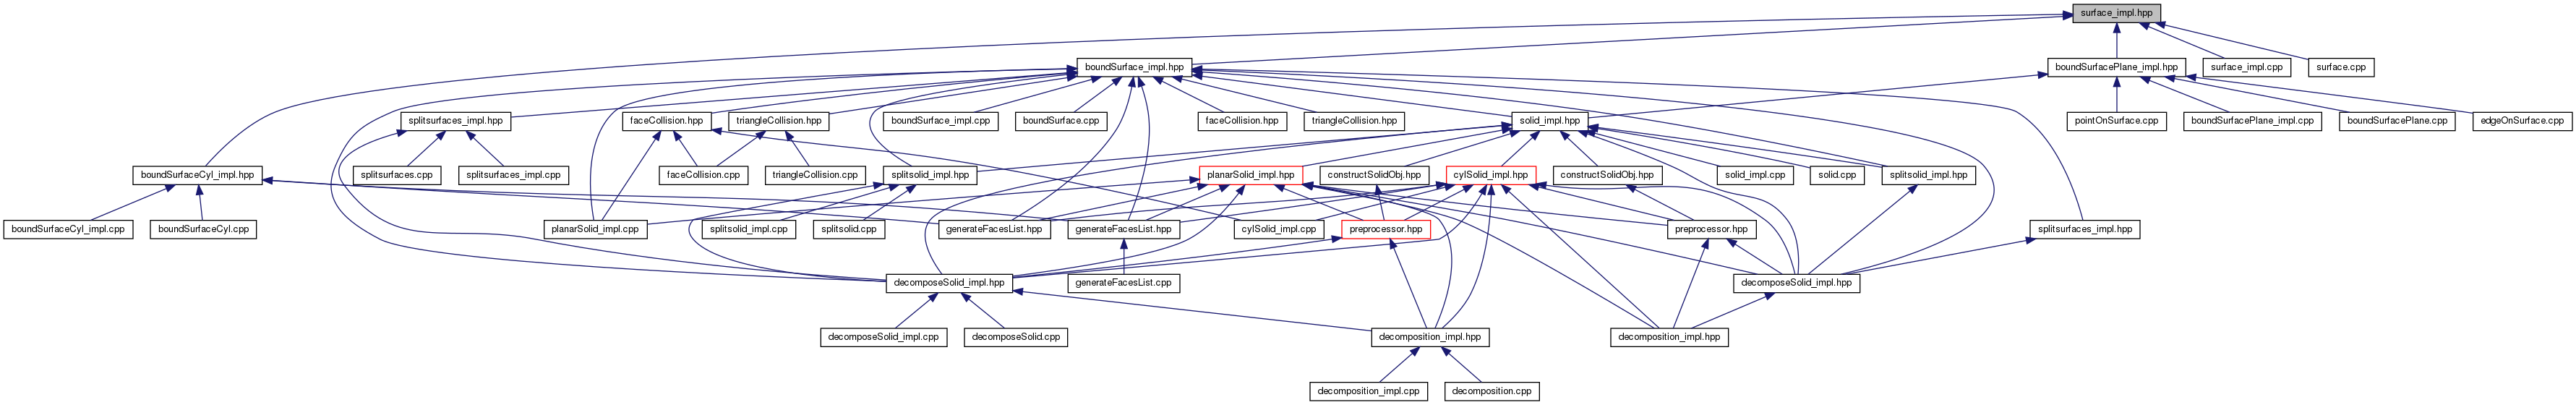 surface_impl.hpp
boundSurface_impl.hpp
boundSurfacePlane_impl.hpp
surface_impl.cpp
surface.cpp
splitsurfaces_impl.hpp
faceCollision.hpp
triangleCollision.hpp
boundSurface_impl.cpp
boundSurface.cpp
faceCollision.hpp
triangleCollision.hpp
solid_impl.hpp
pointOnSurface.cpp
boundSurfacePlane_impl.cpp
boundSurfacePlane.cpp
edgeOnSurface.cpp
boundSurfaceCyl_impl.hpp
splitsurfaces.cpp
splitsurfaces_impl.cpp
faceCollision.cpp
triangleCollision.cpp
splitsolid_impl.hpp
planarSolid_impl.hpp
constructSolidObj.hpp
cylSolid_impl.hpp
constructSolidObj.hpp
solid_impl.cpp
solid.cpp
splitsolid_impl.hpp
boundSurfaceCyl_impl.cpp
boundSurfaceCyl.cpp
planarSolid_impl.cpp
splitsolid_impl.cpp
splitsolid.cpp
generateFacesList.hpp
generateFacesList.hpp
cylSolid_impl.cpp
preprocessor.hpp
preprocessor.hpp
splitsurfaces_impl.hpp
decomposeSolid_impl.hpp
generateFacesList.cpp
decomposeSolid_impl.hpp
decomposeSolid_impl.cpp
decomposeSolid.cpp
decomposition_impl.hpp
decomposition_impl.hpp
decomposition_impl.cpp
decomposition.cpp